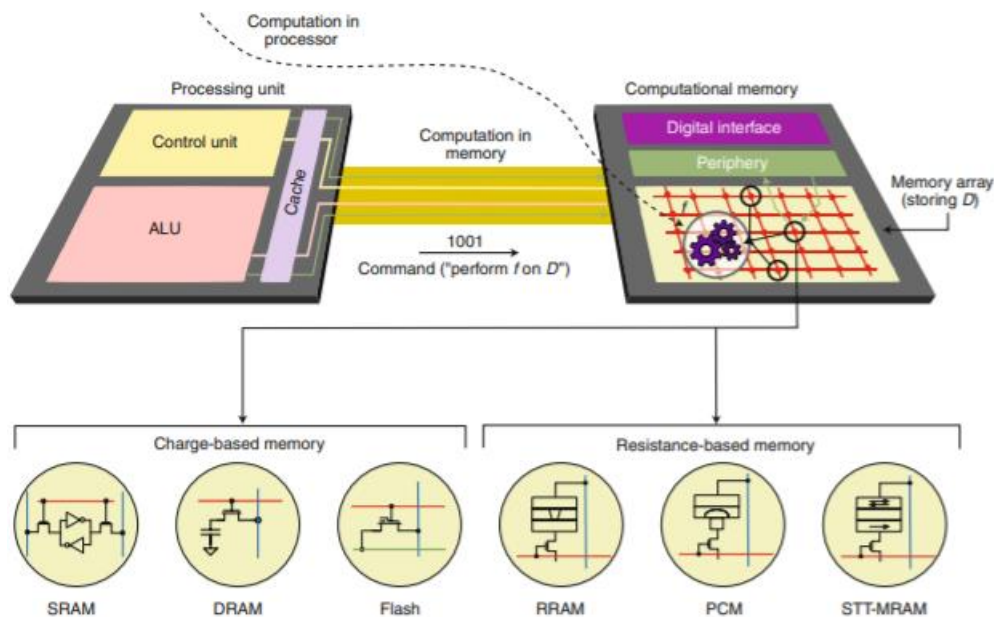 Computation in
processor
Processing unit
Computational memory
Control unit
ALU
Cache
Computation in
memory
1001
Command ("perform f on D")
Digital interface
Periphery
f
Memory array
(storing D)
Charge-based memory
Resistance-based memory
SRAM
DRAM
Flash
RRAM
PCM
STT-MRAM